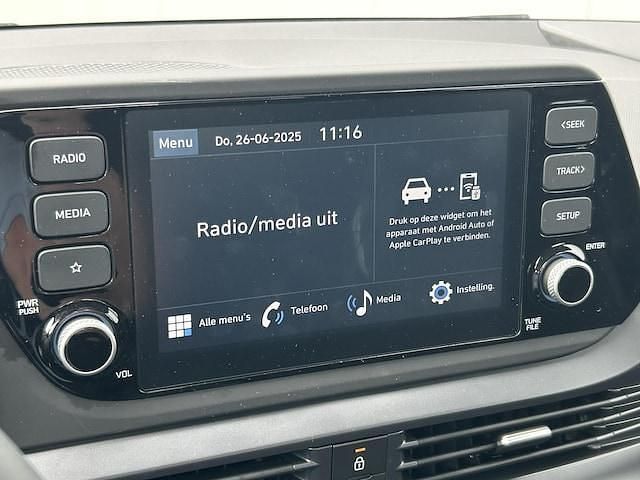 RADIO
MEDIA
PWR
PUSH
VOL
Menu
Do, 26-06-2025
11:16
Radio/media uit
Druk op deze widget om het
apparaat met Android Auto of
Apple CarPlay te verbinden.
Alle menu's
Telefoon
Media
Instelling.
<SEEK
TRACK>
SETUP
ENTER
TUNE
FILE